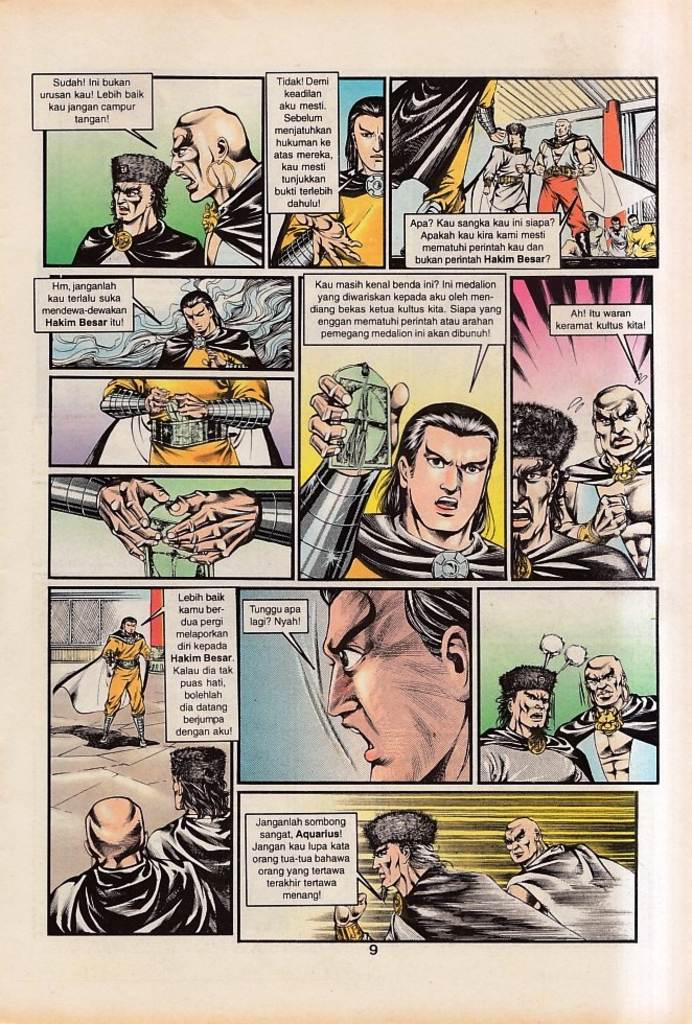 Sudah! Ini bukan
urusan kau! Lebih baik
kau jangan campur
tangan!
Tidak! Demi
keadilan
aku mesti.
Sebelum
menjatuhkan
hukuman ke
atas mereka,
kau mesti
tunjukkan
bukti terlebih
dahulu!
Apa? Kau sangka kau ini siapa?
Apakah kau kira kami mesti
mematuhi perintah kau dan
bukan perintah Hakim Besar?
Hm, janganlah
kau terlalu suka
mendewa-dewakan
Hakim Besar itu!
Kau masih kenal benda ini? Ini medalion
yang diwariskan kepada aku oleh men-
diang bekas ketua kultus kita. Siapa yang
enggan mematuhi perintah atau arahan
pemegang medalion ini akan dibunuh!
Ah! Itu waran
keramat kultus kita!
Lebih baik
kamu ber-
dua pergi
melaporkan
diri kepada
Hakim Besar.
Kalau dia tak
puas hati,
bolehlah
dia datang
berjumpa
dengan aku!
Tunggu apa
lagi? Nyah!
Janganlah sombong
sangat, Aquarius!
Jangan kau lupa kata
orang tua-tua bahawa
orang yang tertawa
terakhir tertawa
menang!
9